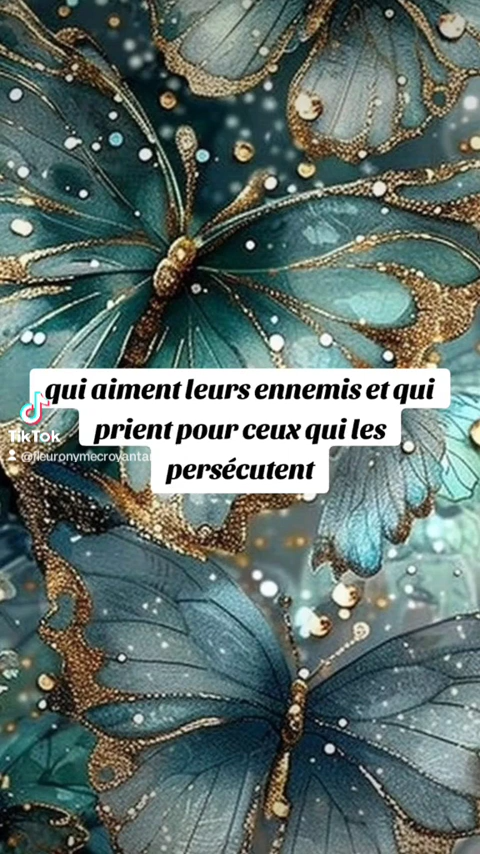 qui aiment leurs ennemis et qui
prient pour ceux qui les
persécutent
TikTok